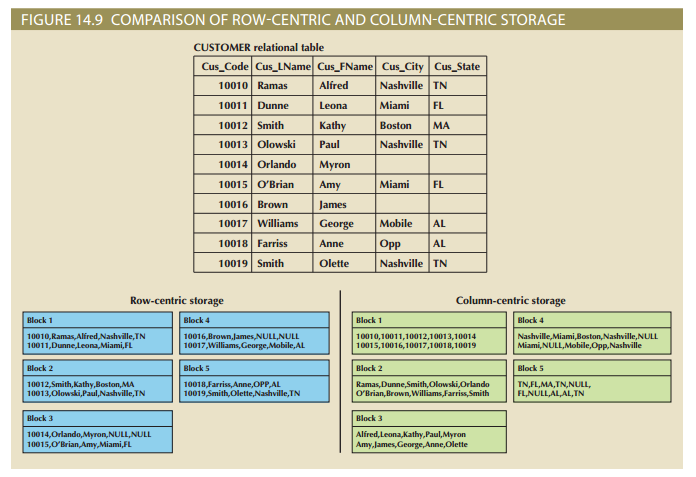 FIGURE 14.9 COMPARISON OF ROW-CENTRIC AND COLUMN-CENTRIC STORAGE
CUSTOMER relational table
Cus_Code Cus_LName Cus_FName Cus_City Cus_State
10010 Ramas Alfred Nashville TN
10011 Dunne Leona Miami FL
10012 Smith Kathy Boston MA
10013 Olowski Paul Nashville TN
10014 Orlando Myron
10015 O'Brian Amy Miami FL
10016 Brown James
10017 Williams George Mobile AL
10018 Farriss Anne Opp AL
10019 Smith Olette Nashville TN
Row-centric storage
Block 1
10010,Ramas,Alfred,Nashville,TN
10011,Dunne,Leona,Miami,FL
Block 2
10012,Smith,Kathy,Boston,MA
10013,Olowski,Paul,Nashville,TN
Block 3
10014,Orlando,Myron,NULL,NULL
10015,O'Brian,Amy,Miami,FL
Block 4
10016,Brown,James,NULL,NULL
10017,Williams,George,Mobile,AL
Block 5
10018,Farriss,Anne,OPP,AL
10019,Smith,Olette,Nashville,TN
Column-centric storage
Block 1
10010,10011,10012,10013,10014
10015,10016,10017,10018,10019
Block 2
Ramas,Dunne,Smith,Olowski,Orlando
O'Brian,Brown,Williams,Farriss,Smith
Block 3
Alfred,Leona,Kathy,Paul,Myron
Amy,James,George,Anne,Olette
Block 4
Nashville,Miami,Boston,Nashville,NULL
Miami,NULL,Mobile,Opp,Nashville
Block 5
TN,FL,MA,TN,NULL,
FL,NULL,AL,AL,TN